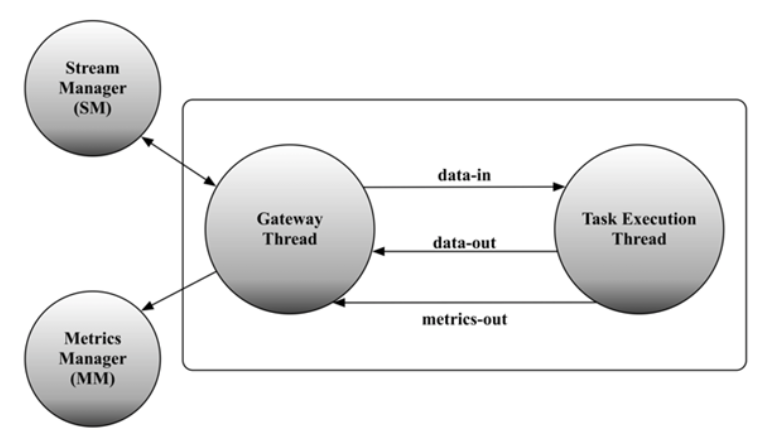 Stream
Manager
(SM)
Gateway
Thread
data-in
data-out
metrics-out
Task Execution
Thread
Metrics
Manager
(MM)